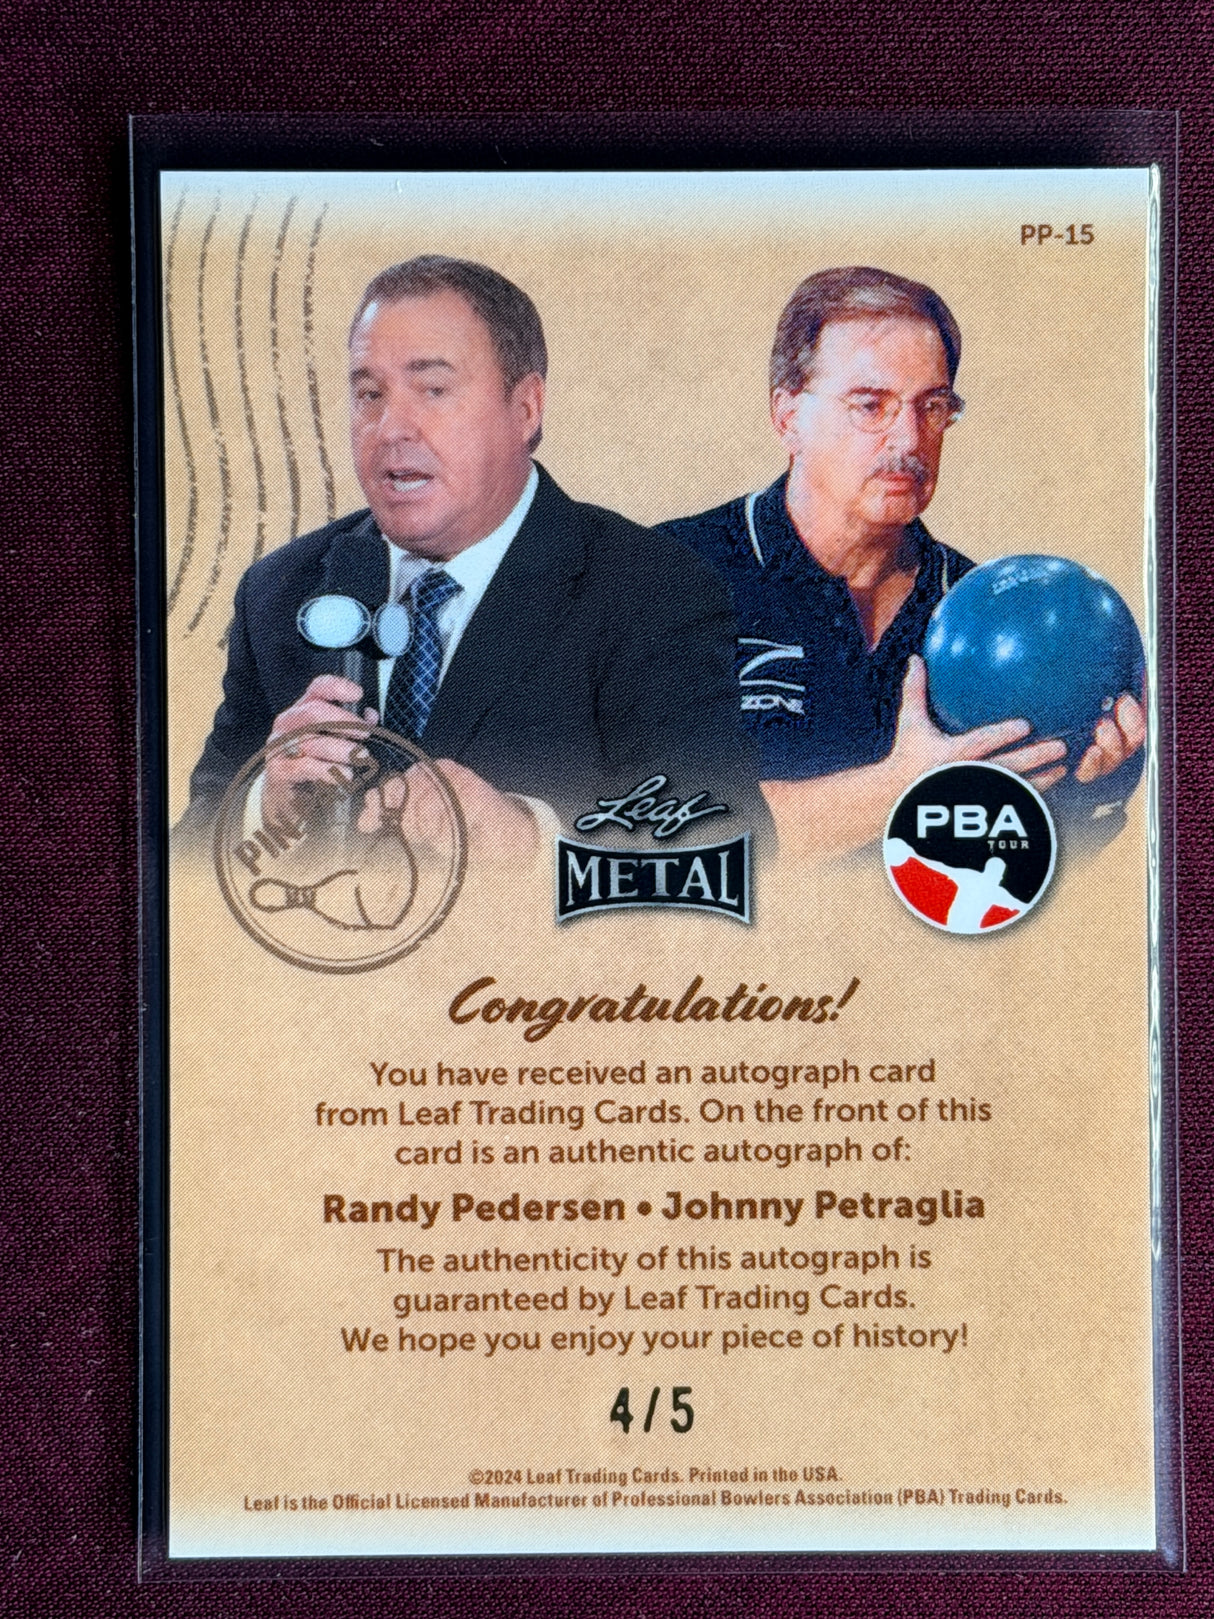 PP-15
Leaf
METAL
PBA
TOUR
Congratulations!
You have received an autograph card
from Leaf Trading Cards. On the front of this
card is an authentic autograph of:
Randy Pedersen • Johnny Petraglia
The authenticity of this autograph is
guaranteed by Leaf Trading Cards.
We hope you enjoy your piece of history!
4/5
©2024 Leaf Trading Cards. Printed in the USA.
Leaf is the Official Licensed Manufacturer of Professional Bowlers Association (PBA) Trading Cards.